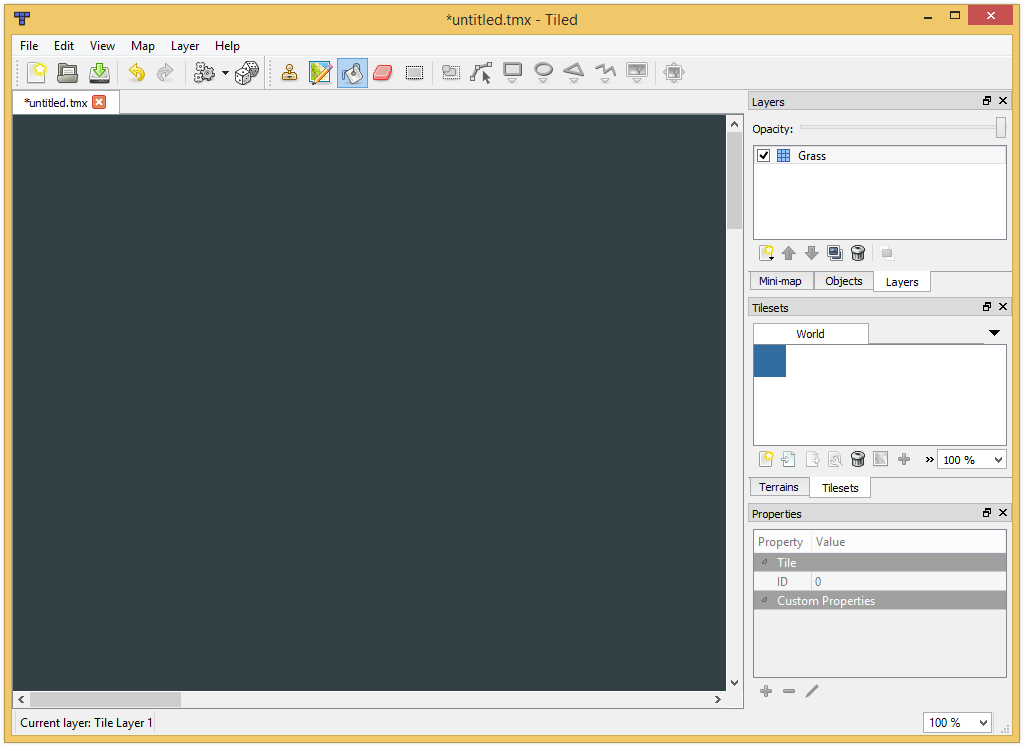 *untitled.tmx - Tiled
File Edit View Map Layer Help
*untitled.tmx
Layers
Opacity:
Grass
Mini-map Objects Layers
Tilesets
World
100 %
Terrains Tilesets
Properties
Property Value
Tile
ID 0
Custom Properties
Current layer: Tile Layer 1
100 %